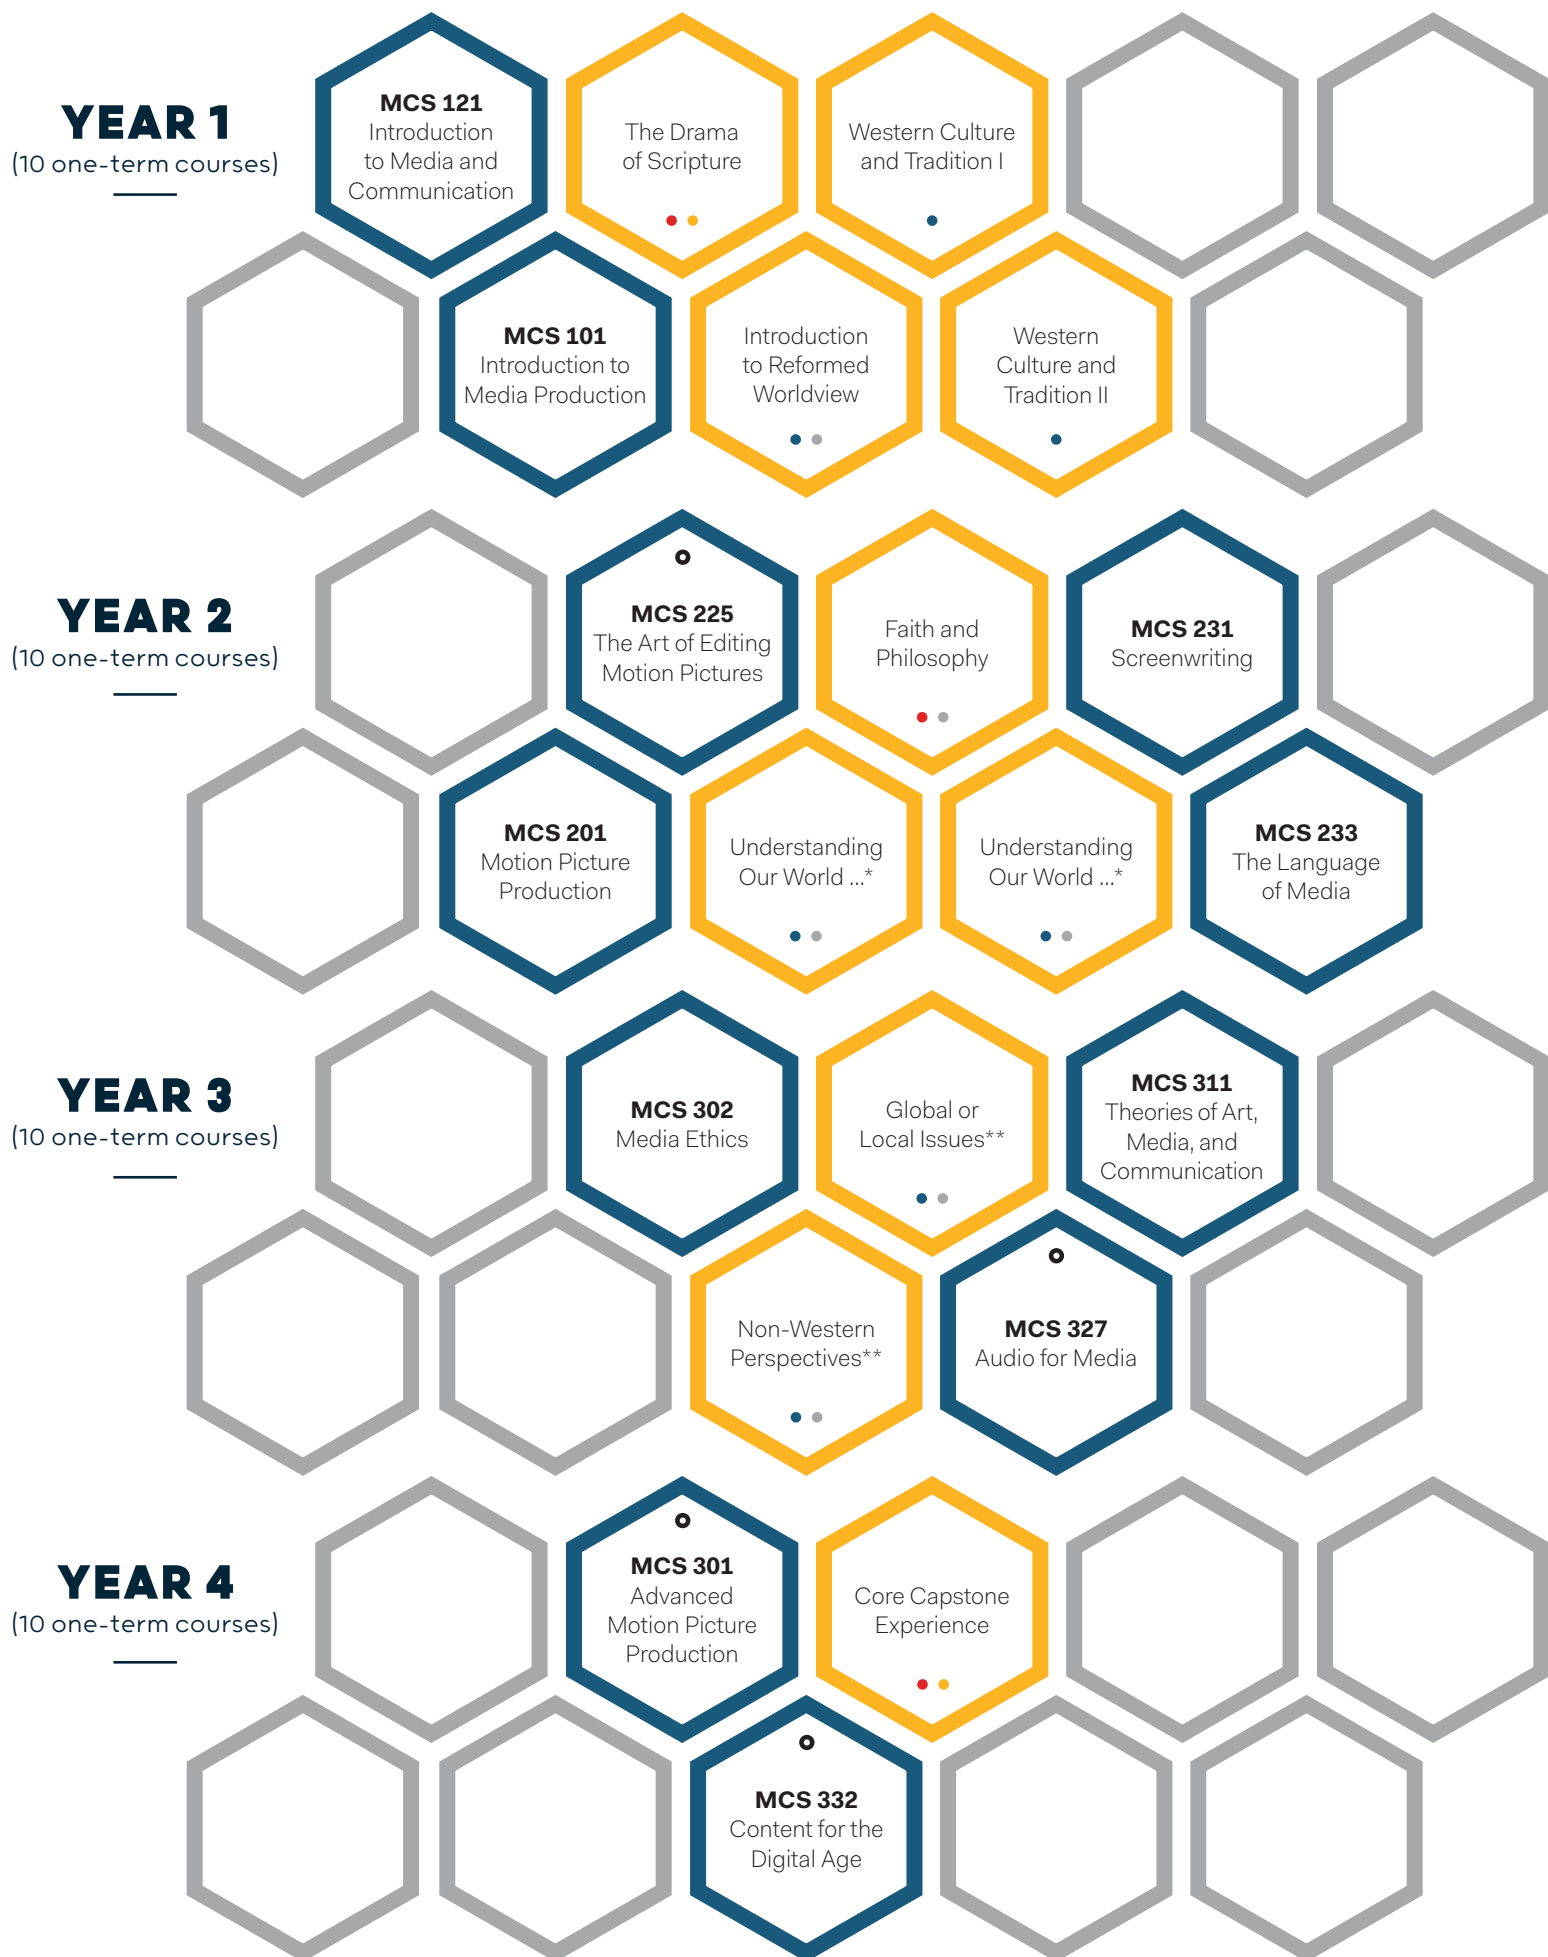 YEAR 1
(10 one-term courses)
MCS 121
Introduction
to Media and
Communication
The Drama
of Scripture
Western Culture
and Tradition I
MCS 101
Introduction to
Media Production
Introduction
to Reformed
Worldview
Western
Culture and
Tradition II
YEAR 2
(10 one-term courses)
MCS 225
The Art of Editing
Motion Pictures
Faith and
Philosophy
MCS 231
Screenwriting
MCS 201
Motion Picture
Production
Understanding
Our World ...*
Understanding
Our World ...*
MCS 233
The Language
of Media
YEAR 3
(10 one-term courses)
MCS 302
Media Ethics
Global or
Local Issues**
MCS 311
Theories of Art,
Media, and
Communication
Non-Western
Perspectives**
MCS 327
Audio for Media
YEAR 4
(10 one-term courses)
MCS 301
Advanced
Motion Picture
Production
Core Capstone
Experience
MCS 332
Content for the
Digital Age